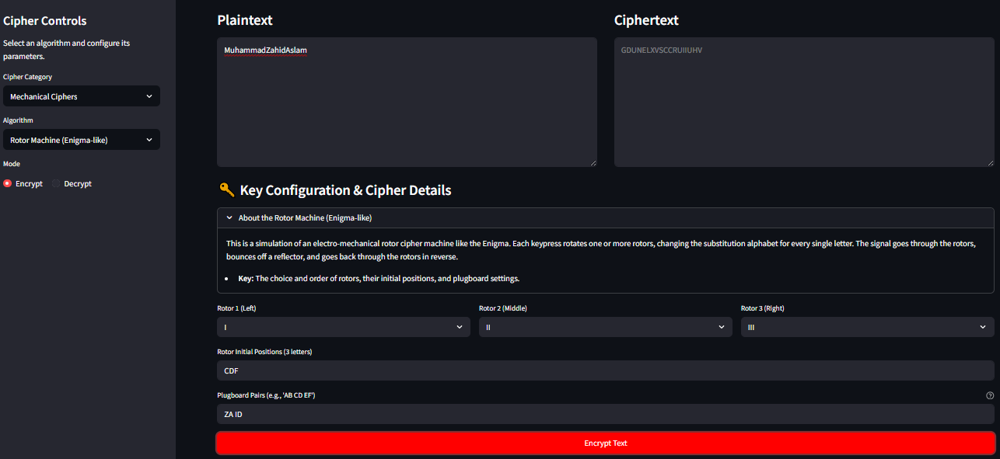 Cipher Controls
Select an algorithm and configure its
parameters.
Cipher Category
Mechanical Ciphers
Algorithm
Rotor Machine (Enigma-like)
Mode
Encrypt
Decrypt
Plaintext
MuhammadZahidAslam
Ciphertext
GDUNELXVSCCRUIIUHV
Key Configuration & Cipher Details
About the Rotor Machine (Enigma-like)
This is a simulation of an electro-mechanical rotor cipher machine like the Enigma. Each keypress rotates one or more rotors, changing the substitution alphabet for every single letter. The signal goes through the rotors,
bounces off a reflector, and goes back through the rotors in reverse.
• Key: The choice and order of rotors, their initial positions, and plugboard settings.
Rotor 1 (Left)
I
Rotor 2 (Middle)
II
Rotor 3 (Right)
III
Rotor Initial Positions (3 letters)
CDF
Plugboard Pairs (e.g., 'AB CD EF')
ZA ID
Encrypt Text